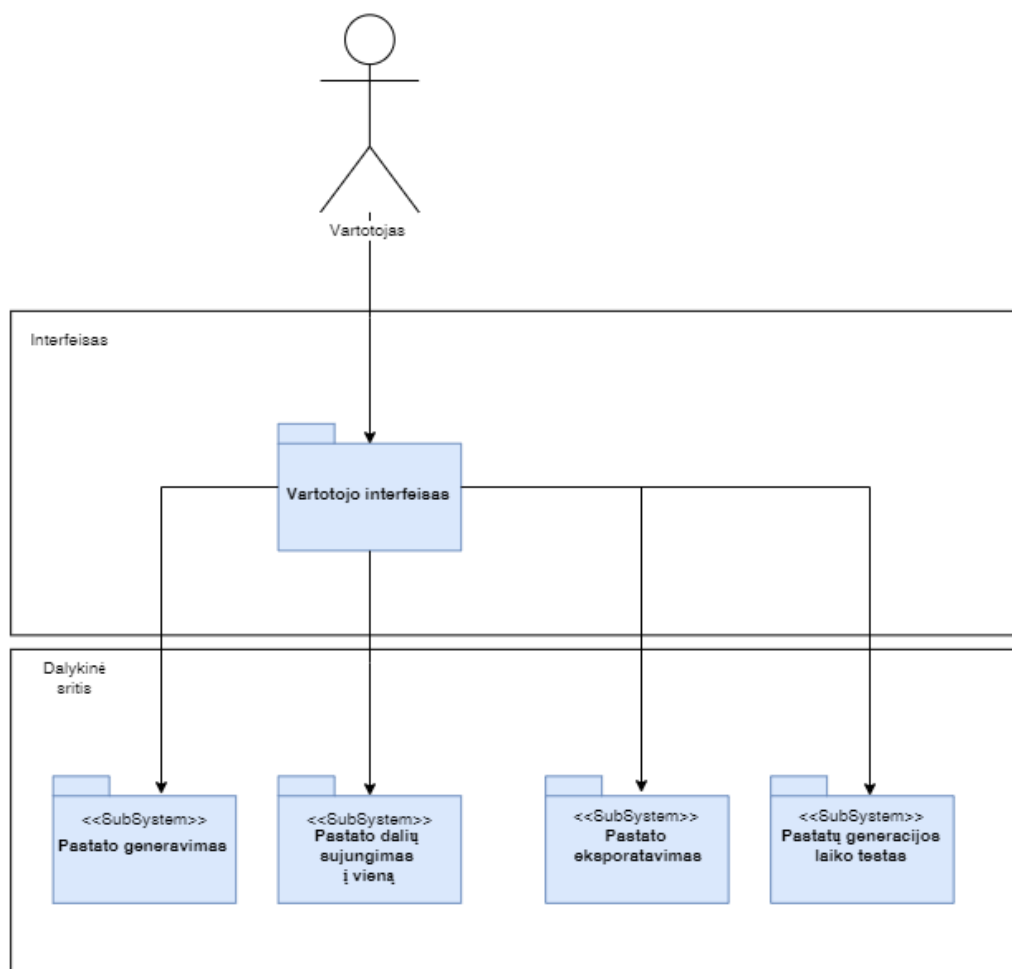 Vartotojas
Interfeisas
Vartotojo interfeisas
Dalykinė
sritis
<<SubSystem>>
Pastato generavimas
<<SubSystem>>
Pastato dalių
sujungimas
į vieną
<<SubSystem>>
Pastato
eksporatavimas
<<SubSystem>>
Pastatų generacijos
laiko testas